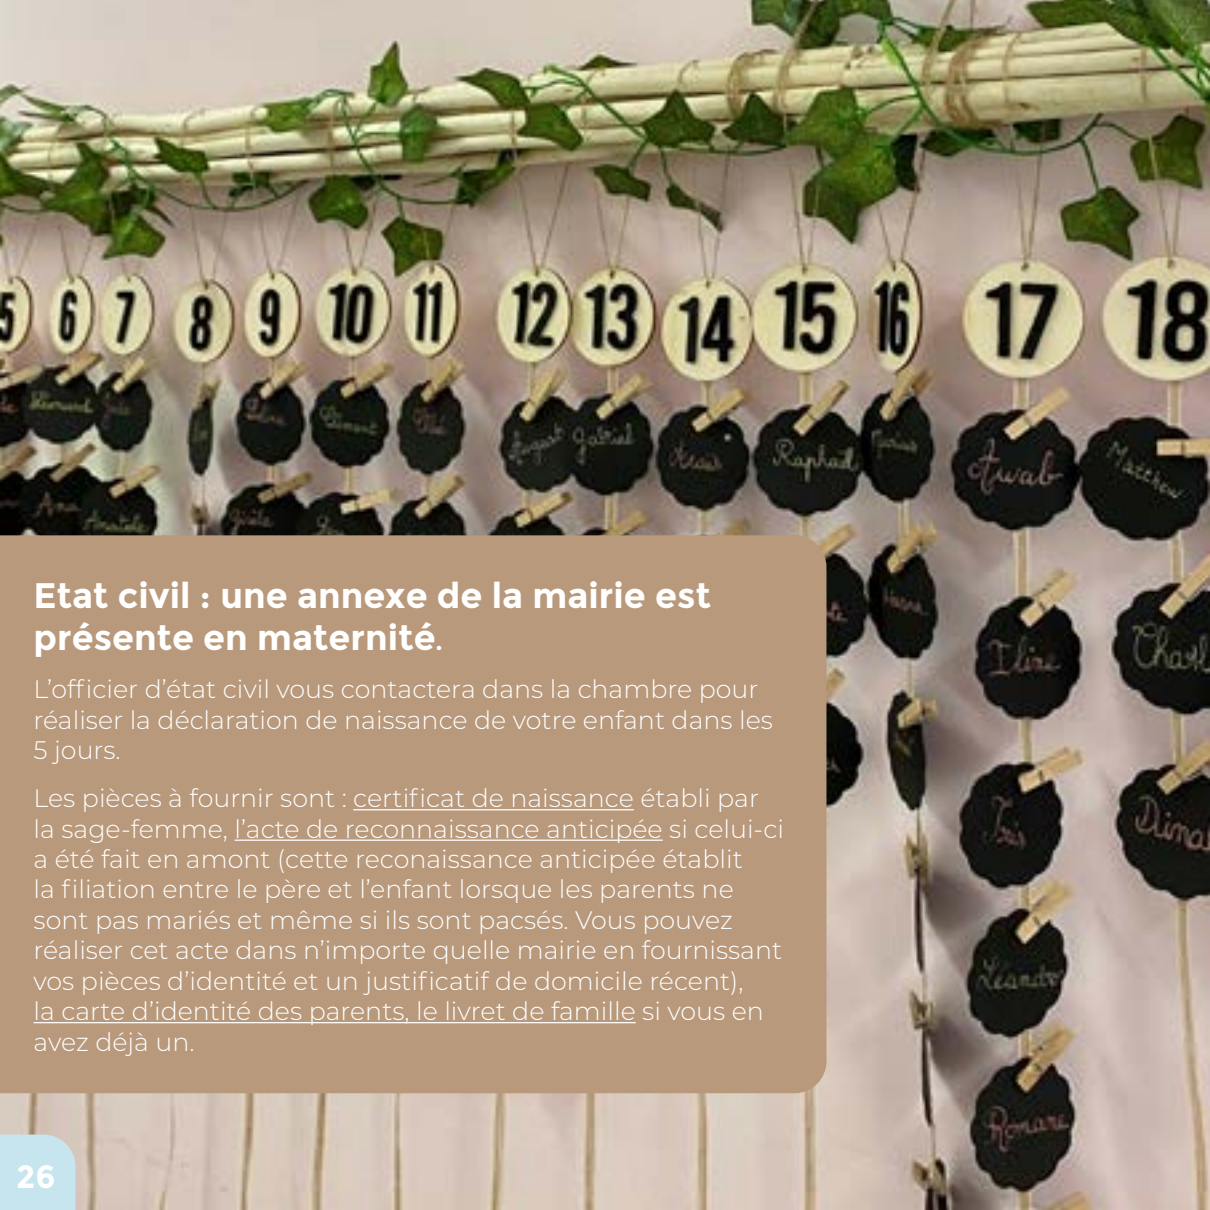 5 6 7 8 9 10 11 12 13 14 15 16 17 18
August Gabriel Raphaël Awab Matthew
Ana Anatole
Iline
Iris
Léandre
Romane
Etat civil : une annexe de la mairie est
présente en maternité.
L’officier d’état civil vous contactera dans la chambre pour
réaliser la déclaration de naissance de votre enfant dans les
5 jours.
Les pièces à fournir sont : certificat de naissance établi par
la sage-femme, l’acte de reconnaissance anticipée si celui-ci
a été fait en amont (cette reconaissance anticipée établit
la filiation entre le père et l’enfant lorsque les parents ne
sont pas mariés et même si ils sont pacsés. Vous pouvez
réaliser cet acte dans n’importe quelle mairie en fournissant
vos pièces d’identité et un justificatif de domicile récent),
la carte d’identité des parents, le livret de famille si vous en
avez déjà un.
26